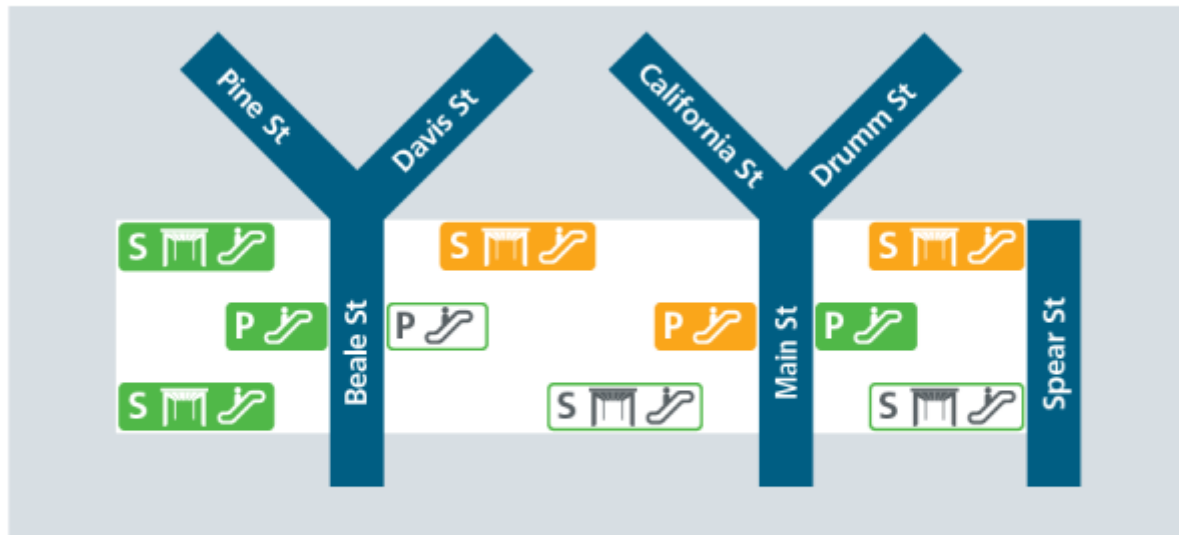 Pine St
Davis St
California St
Drumm St
S
S
S
Beale St
Main St
Spear St
P
P
P
P
S
S
S